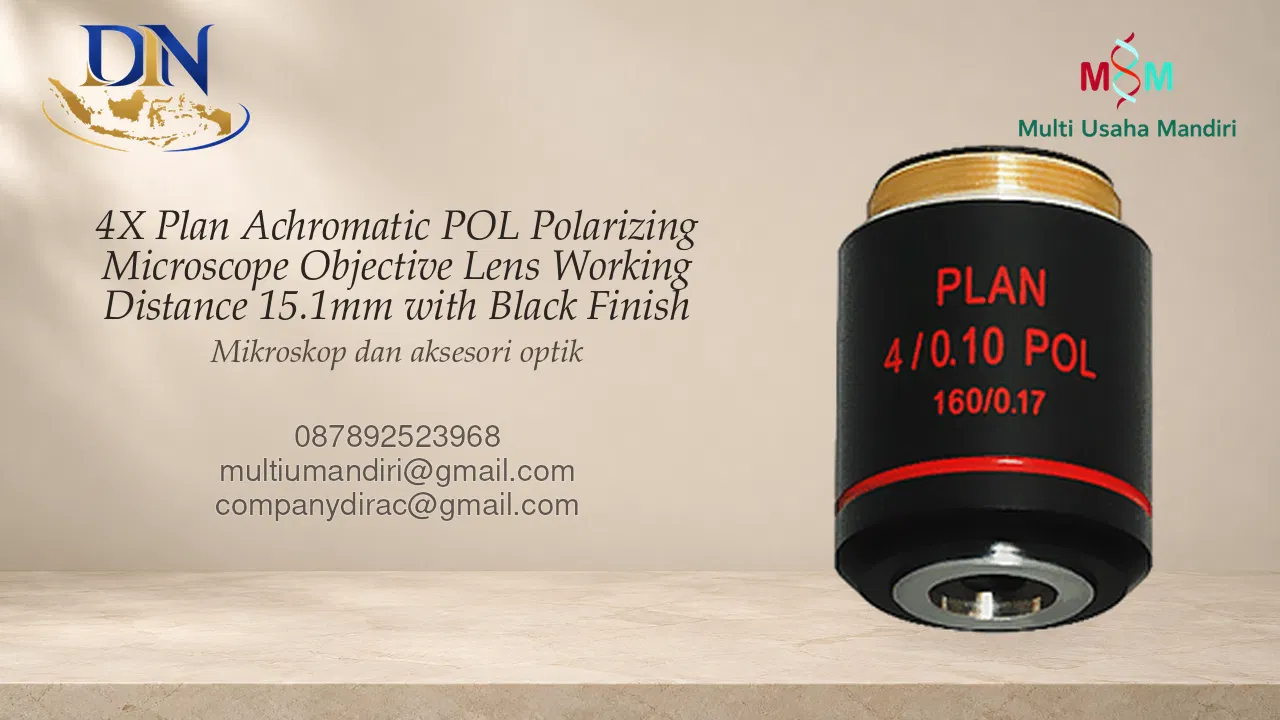 DN
M M
Multi Usaha Mandiri
4X Plan Achromatic POL Polarizing
Microscope Objective Lens Working
Distance 15.1mm with Black Finish
Mikroskop dan aksesori optik
087892523968
multiumandiri@gmail.com
companydirac@gmail.com
PLAN
4/0.10 POL
160/0.17